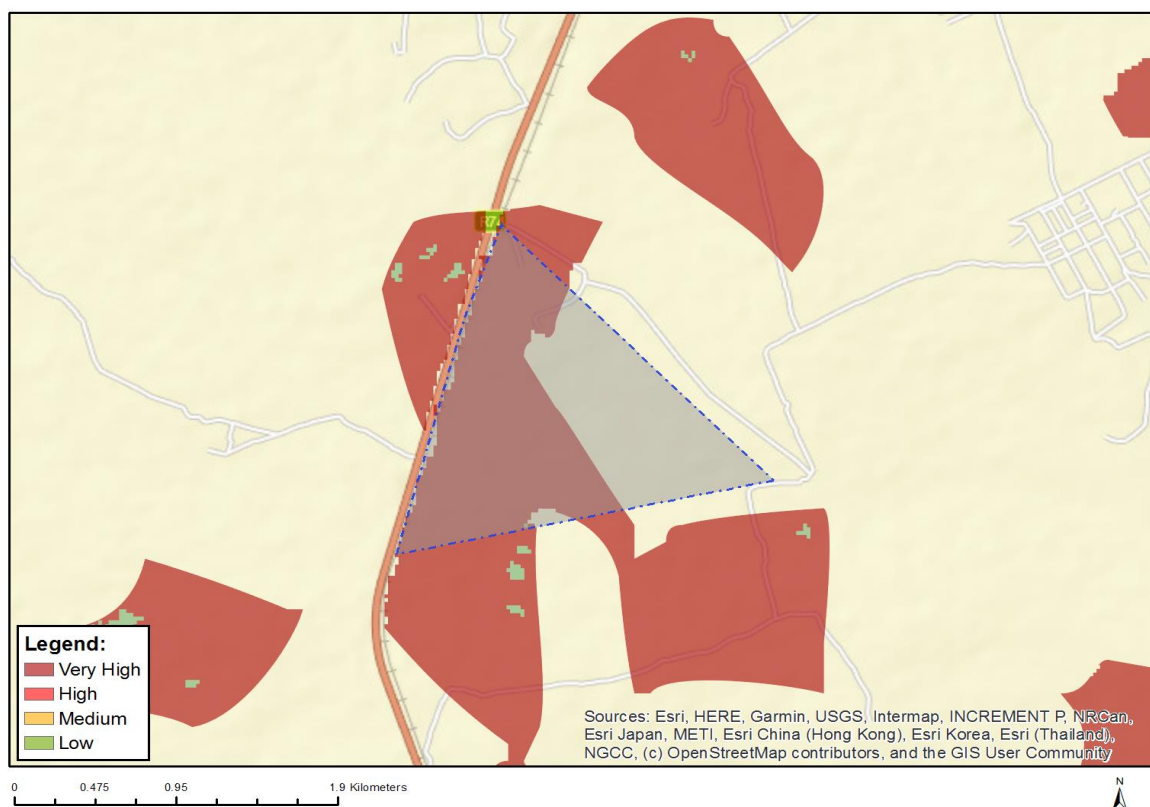 R7
Legend:
Very High
High
Medium
Low
Sources: Esri, HERE, Garmin, USGS, Intermap, INCREMENT P, NRCan,
Esri Japan, METI, Esri China (Hong Kong), Esri Korea, Esri (Thailand),
NGCC, (c) OpenStreetMap contributors, and the GIS User Community
0 0.475 0.95 1.9 Kilometers
N